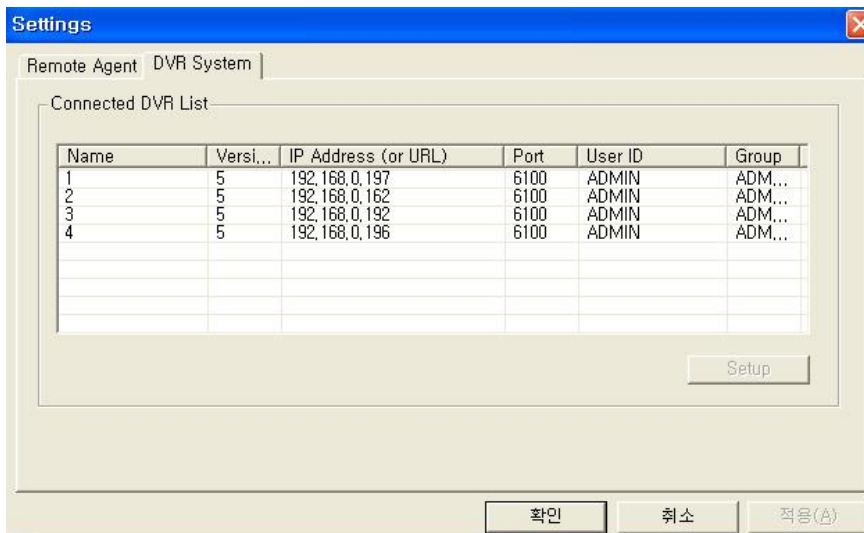 Settings
Remote Agent DVR System
Connected DVR List
Name Versi... IP Address (or URL) Port User ID Group
1 5 192.168.0.197 6100 ADMIN ADM...
2 5 192.168.0.162 6100 ADMIN ADM...
3 5 192.168.0.192 6100 ADMIN ADM...
4 5 192.168.0.196 6100 ADMIN ADM...
Setup
확인 취소 적용(A)